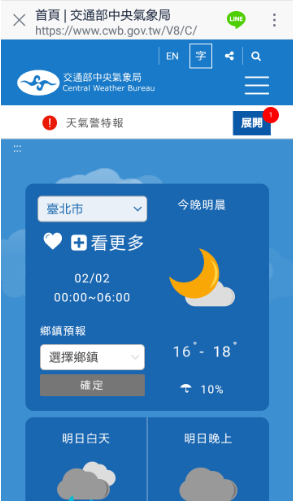 首頁 | 交通部中央氣象局
https://www.cwb.gov.tw/V8/C/
LINE
EN 字
交通部中央氣象局
Central Weather Bureau
天氣警特報
展開
1
:::
臺北市
今晚明晨
看更多
02/02
00:00~06:00
鄉鎮預報
選擇鄉鎮
16°- 18°
確定
10%
明日白天
明日晚上